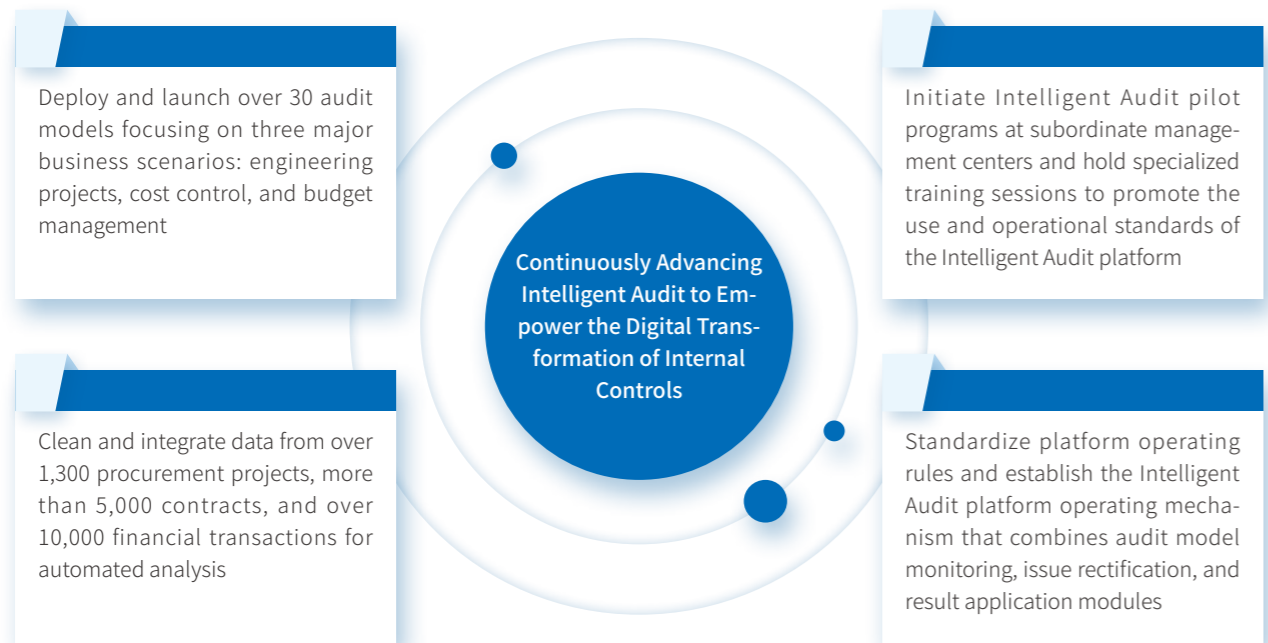 Deploy and launch over 30 audit
models focusing on three major
business scenarios: engineering
projects, cost control, and budget
management
Initiate Intelligent Audit pilot
programs at subordinate manage-
ment centers and hold specialized
training sessions to promote the
use and operational standards of
the Intelligent Audit platform
Continuously Advancing
Intelligent Audit to Em-
power the Digital Trans-
formation of Internal
Controls
Clean and integrate data from over
1,300 procurement projects, more
than 5,000 contracts, and over
10,000 financial transactions for
automated analysis
Standardize platform operating
rules and establish the Intelligent
Audit platform operating mecha-
nism that combines audit model
monitoring, issue rectification, and
result application modules